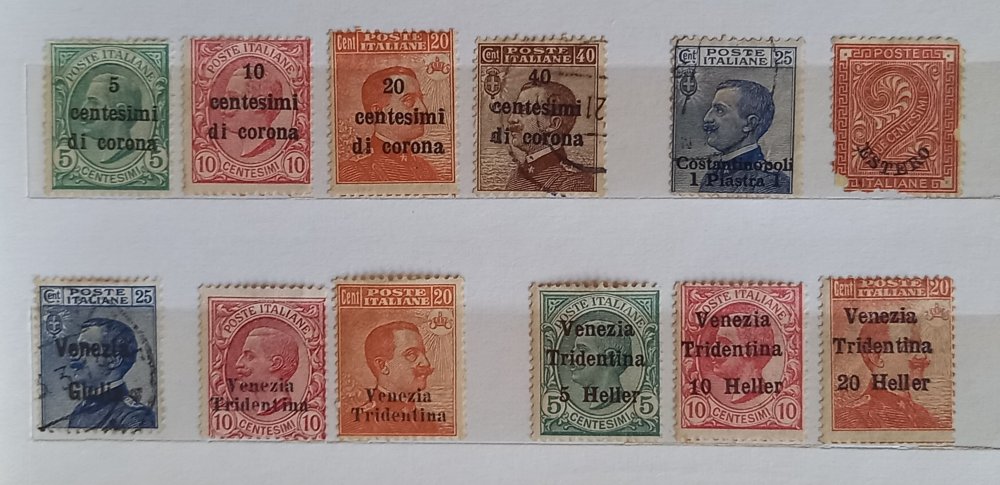 POSTE ITALIANE
5
centesimi
di corona
5 5
CENTESIMI
POSTE ITALIANE
10
centesimi
di corona
10 10
CENTESIMI
Cent POSTE ITALIANE 20
20
centesimi
di corona
POSTE ITALIANE 40
40
centesimi
di corona
Cent POSTE ITALIANE 25
Costantinopoli
1 Piastra 1
POSTE
CENTESIMI
ESTERO
ITALIANE
Cent POSTE ITALIANE 25
Venezia
Giulia
POSTE ITALIANE
Venezia
Tridentina
10 10
CENTESIMI
Cent POSTE ITALIANE 20
Venezia
Tridentina
POSTE ITALIANE
Venezia
Tridentina
5 Heller
5 5
CENTESIMI
POSTE ITALIANE
Venezia
Tridentina
10 Heller
10 10
CENTESIMI
Cent POSTE ITALIANE 20
Venezia
Tridentina
20 Heller